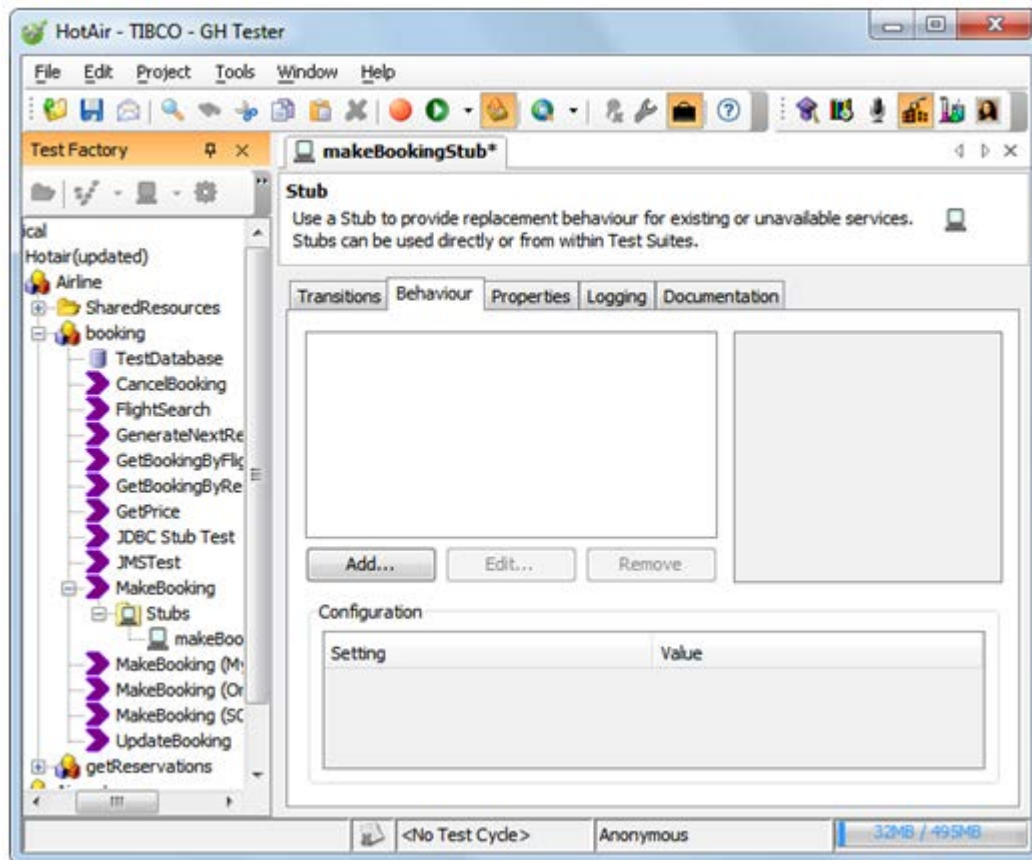 HotAir - TIBCO - GH Tester
File Edit Project Tools Window Help
Test Factory
makeBookingStub*
Stub
Use a Stub to provide replacement behaviour for existing or unavailable services.
Stubs can be used directly or from within Test Suites.
ical
Hotair(updated)
Airline
SharedResources
booking
TestDatabase
CancelBooking
FlightSearch
GenerateNextRe
GetBookingByFlig
GetBookingByRe
GetPrice
JDBC Stub Test
JMSTest
MakeBooking
Stubs
makeBoo
MakeBooking (My
MakeBooking (Or
MakeBooking (SC
UpdateBooking
getReservations
Transitions Behaviour Properties Logging Documentation
Add... Edit... Remove
Configuration
Setting Value
<No Test Cycle> Anonymous 32MB / 495MB